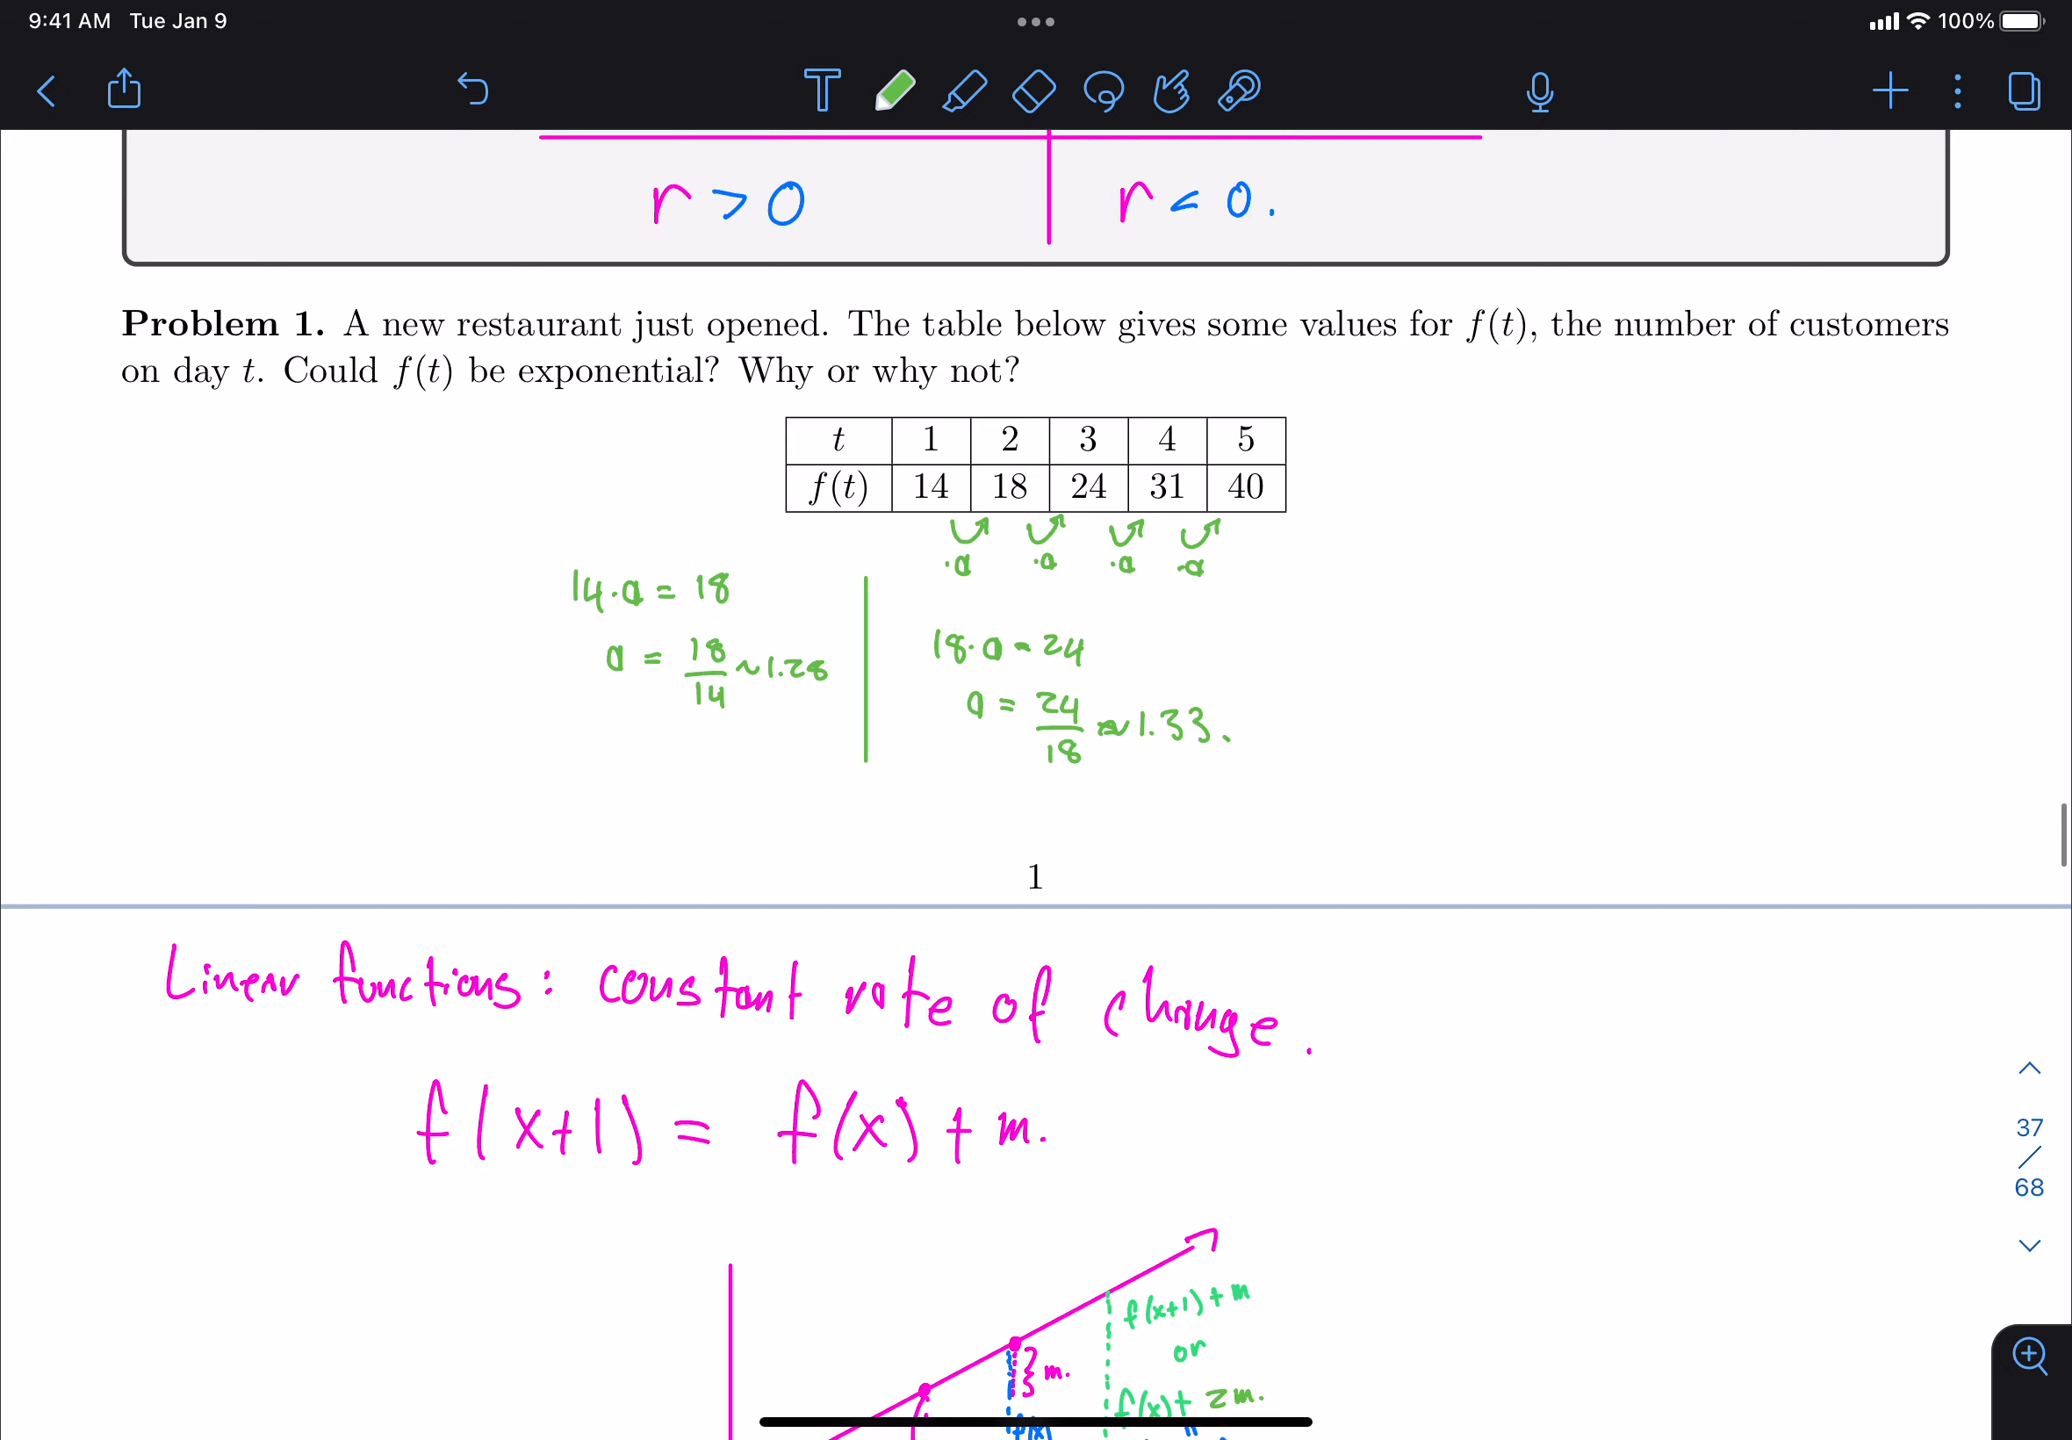 9:41 AM Tue Jan 9
100%
r > 0
r < 0.
Problem 1. A new restaurant just opened. The table below gives some values for f(t), the number of customers
on day t. Could f(t) be exponential? Why or why not?
t 1 2 3 4 5
f(t) 14 18 24 31 40
·a ·a ·a ·a
14·a = 18
a = 18/14 ~1.28
18·a = 24
a = 24/18 ≈1.33.
1
Linear functions: constant rate of change.
f(x+1) = f(x) + m.
37
/
68
f(x+1) + m
or
m.
f(x) + 2m.
f(x)